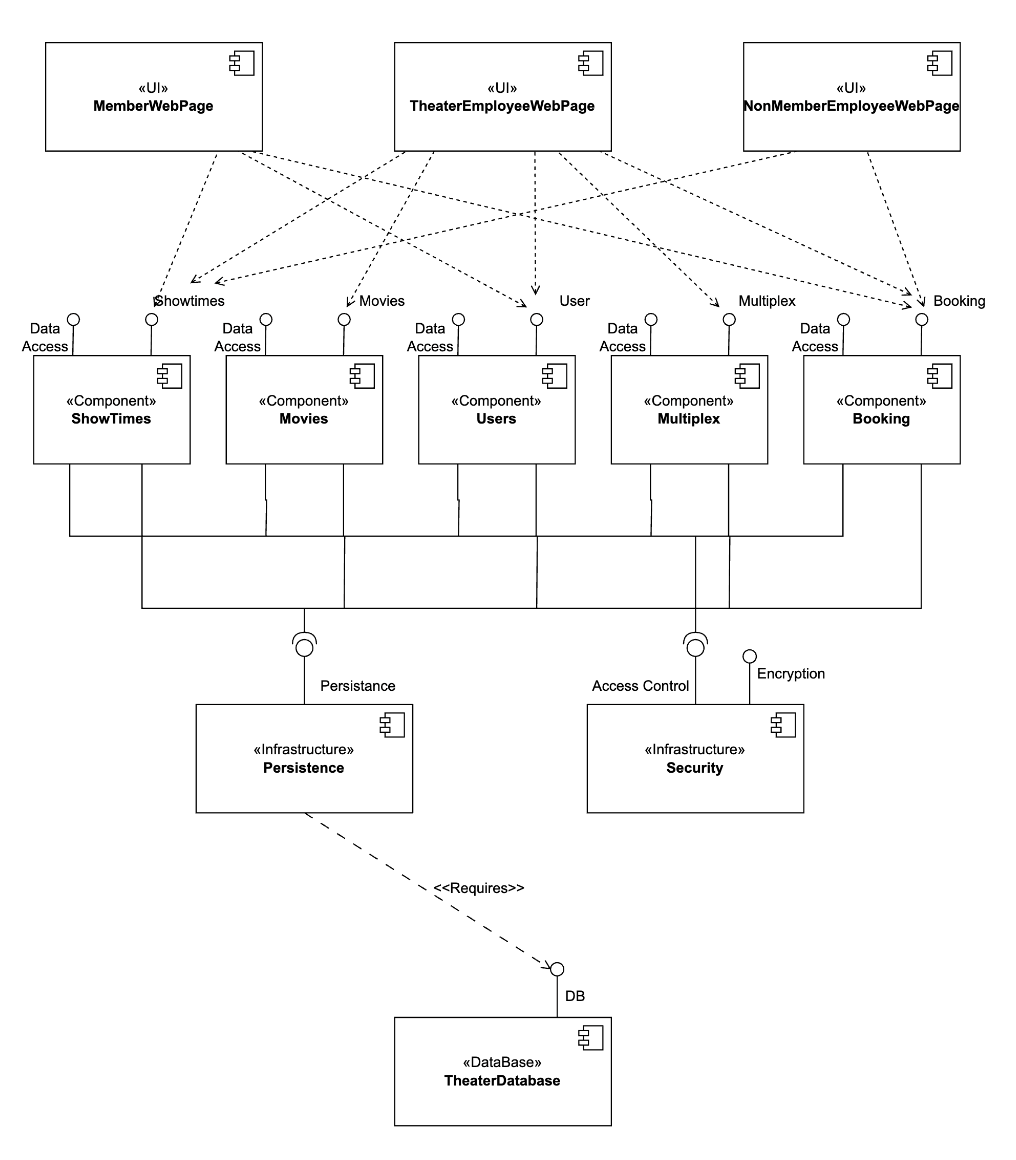 «UI»
MemberWebPage
«UI»
TheaterEmployeeWebPage
«UI»
NonMemberEmployeeWebPage
Showtimes
Movies
User
Multiplex
Booking
Data
Access
Data
Access
Data
Access
Data
Access
Data
Access
«Component»
ShowTimes
«Component»
Movies
«Component»
Users
«Component»
Multiplex
«Component»
Booking
Persistance
Access Control
Encryption
«Infrastructure»
Persistence
«Infrastructure»
Security
<<Requires>>
DB
«DataBase»
TheaterDatabase